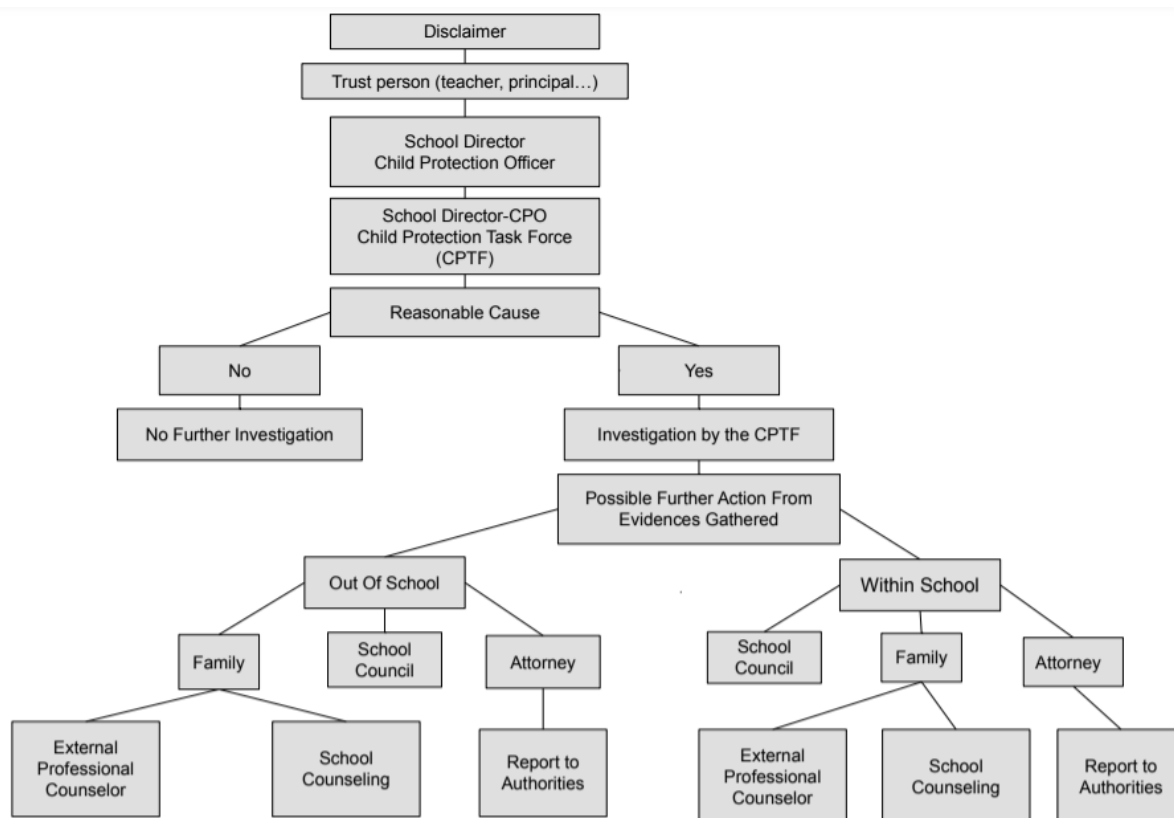 Disclaimer
Trust person (teacher, principal…)
School Director
Child Protection Officer
School Director-CPO
Child Protection Task Force
(CPTF)
Reasonable Cause
No
Yes
No Further Investigation
Investigation by the CPTF
Possible Further Action From
Evidences Gathered
Out Of School
Within School
Family
School
Council
Attorney
School
Council
Family
Attorney
External
Professional
Counselor
School
Counseling
Report to
Authorities
External
Professional
Counselor
School
Counseling
Report to
Authorities